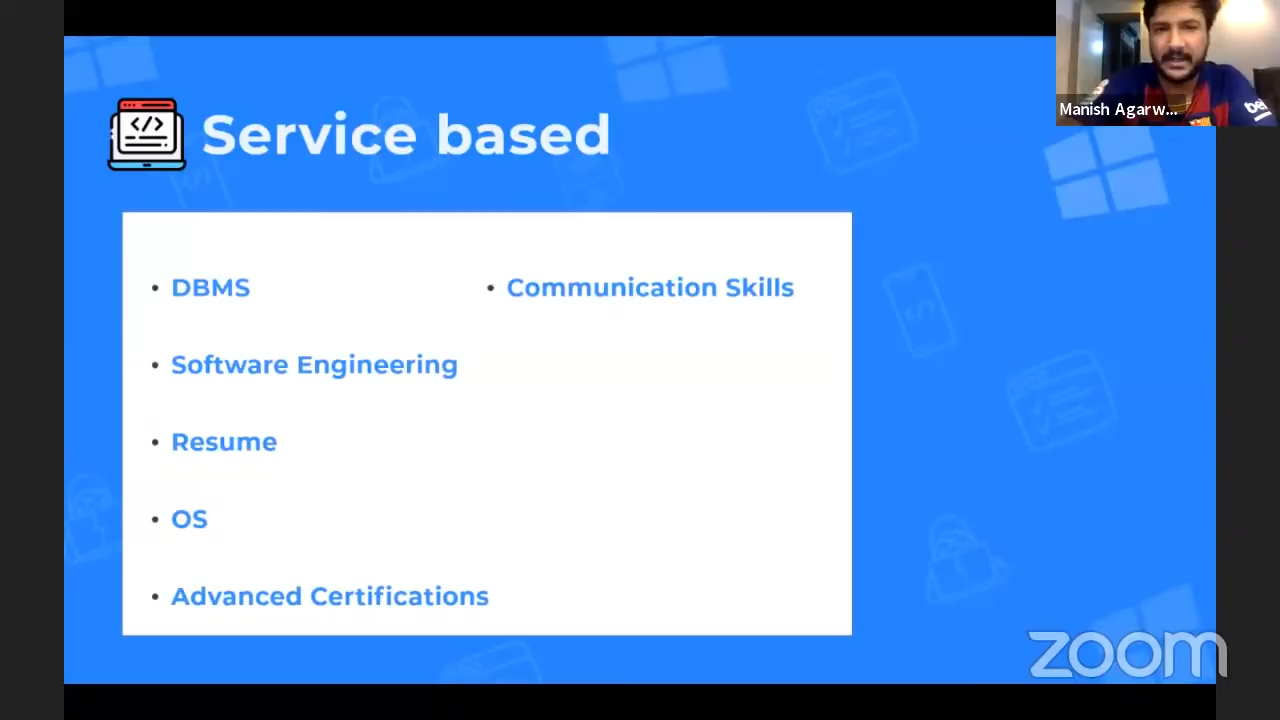 Manish Agarw...
</> Service based
• DBMS
• Software Engineering
• Resume
• OS
• Advanced Certifications
• Communication Skills
zoom